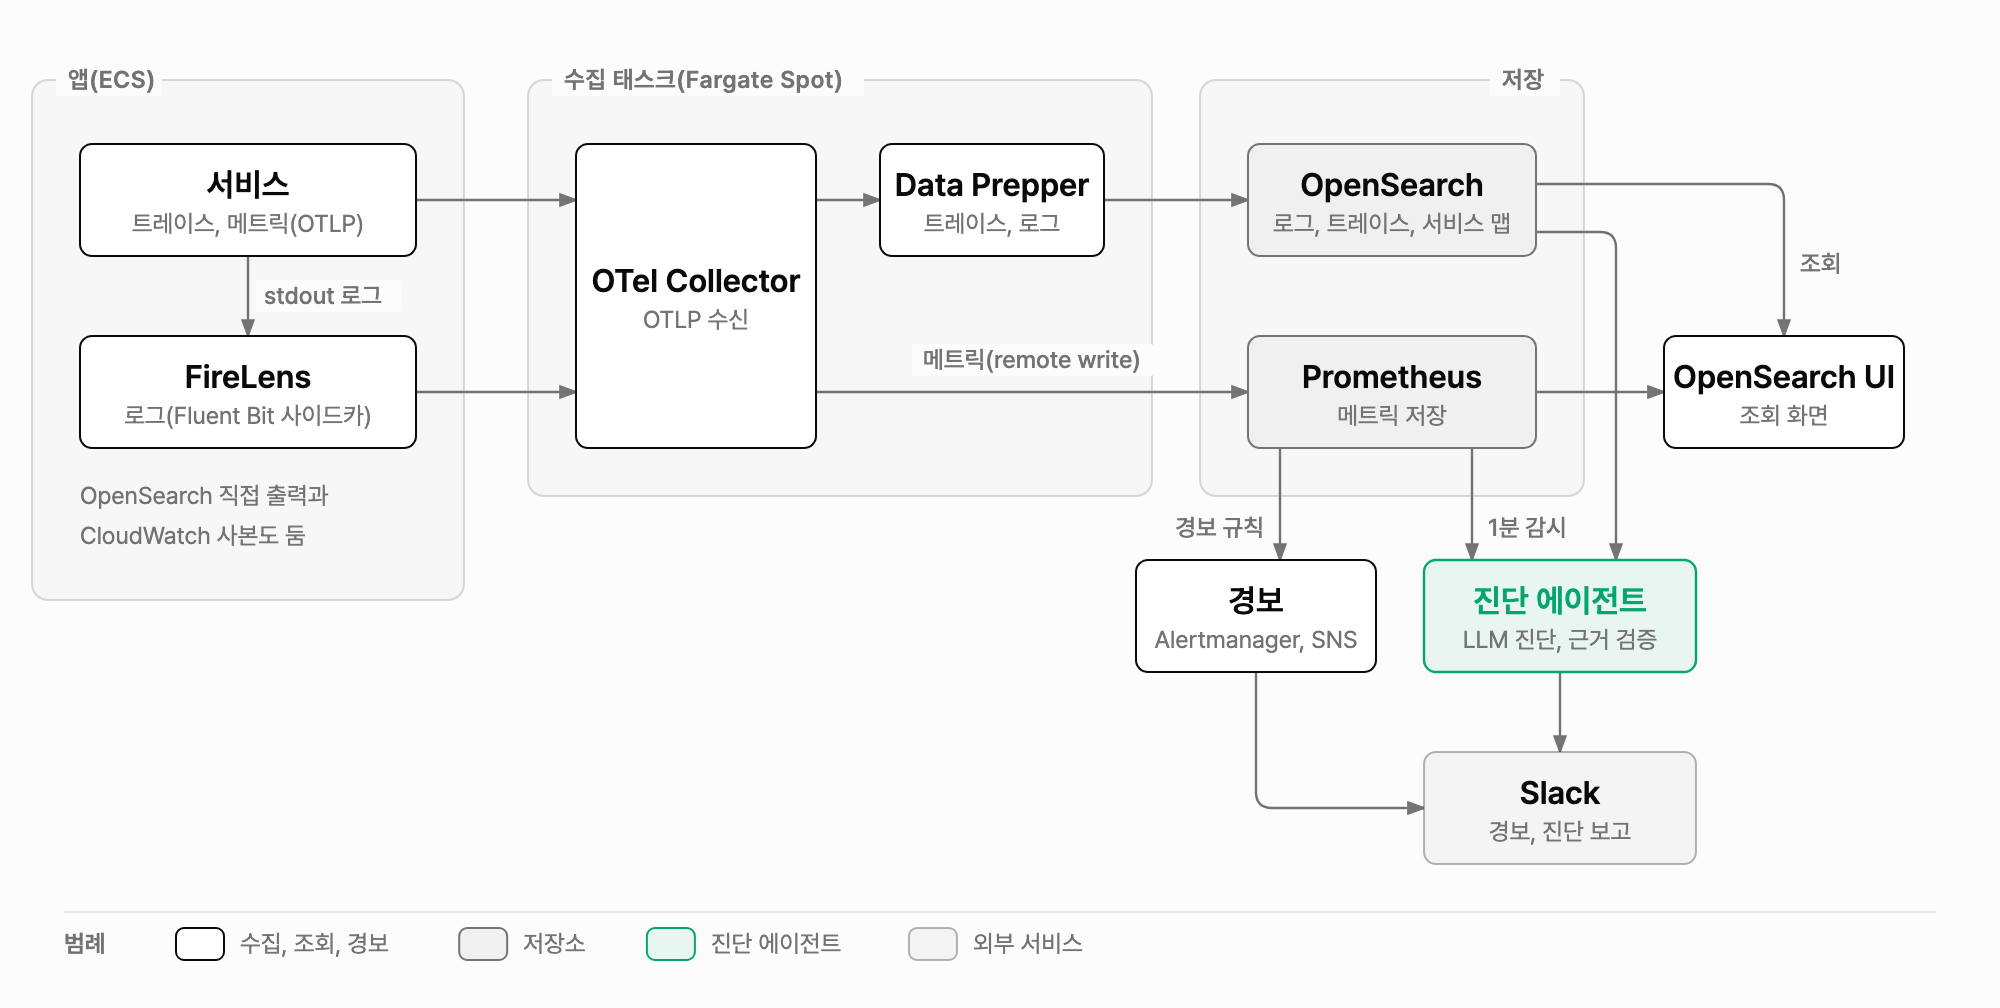 앱(ECS)
서비스
트레이스, 메트릭(OTLP)
stdout 로그
FireLens
로그(Fluent Bit 사이드카)
OpenSearch 직접 출력과
CloudWatch 사본도 둠
수집 태스크(Fargate Spot)
OTel Collector
OTLP 수신
Data Prepper
트레이스, 로그
메트릭(remote write)
저장
OpenSearch
로그, 트레이스, 서비스 맵
Prometheus
메트릭 저장
조회
OpenSearch UI
조회 화면
경보 규칙
1분 감시
경보
Alertmanager, SNS
진단 에이전트
LLM 진단, 근거 검증
Slack
경보, 진단 보고
범례
수집, 조회, 경보
저장소
진단 에이전트
외부 서비스